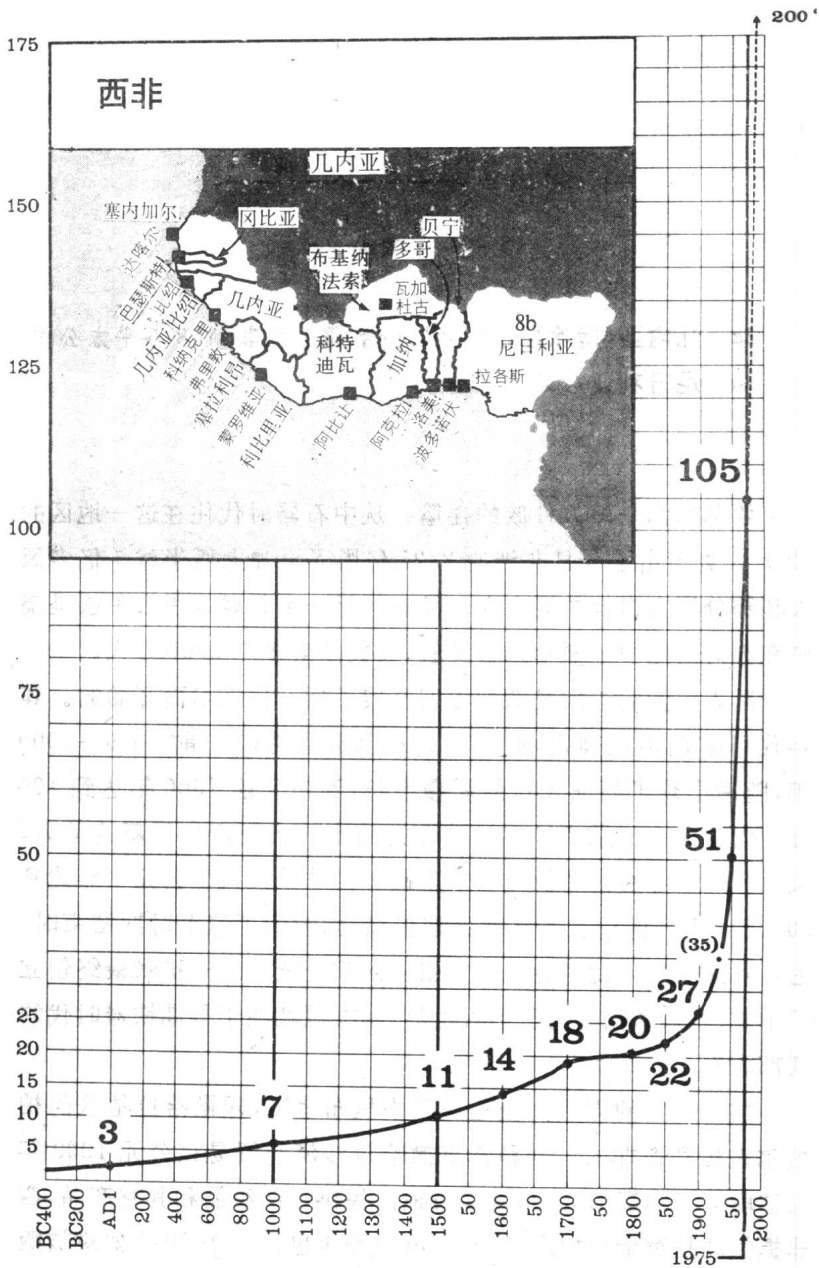 200
175
西非
几内亚
150
塞内加尔
冈比亚
贝宁
多哥
达喀尔
布基纳
法索
瓦加
杜古
巴瑟斯特
比绍
几内亚
几内亚比绍
8b
尼日利亚
科纳克里
科特
迪瓦
加纳
125
弗里敦
塞拉利昂
拉各斯
蒙罗维亚
利比里亚
阿比让
阿克拉
洛美
波多诺伏
105
100
75
51
50
(35)
27
25
20
18
20
22
15
14
11
10
7
5
3
BC400
BC200
AD1
200
400
600
800
1000
1100
1200
1300
1400
1500
50
1600
50
1700
50
1800
50
1900
50
2000
1975